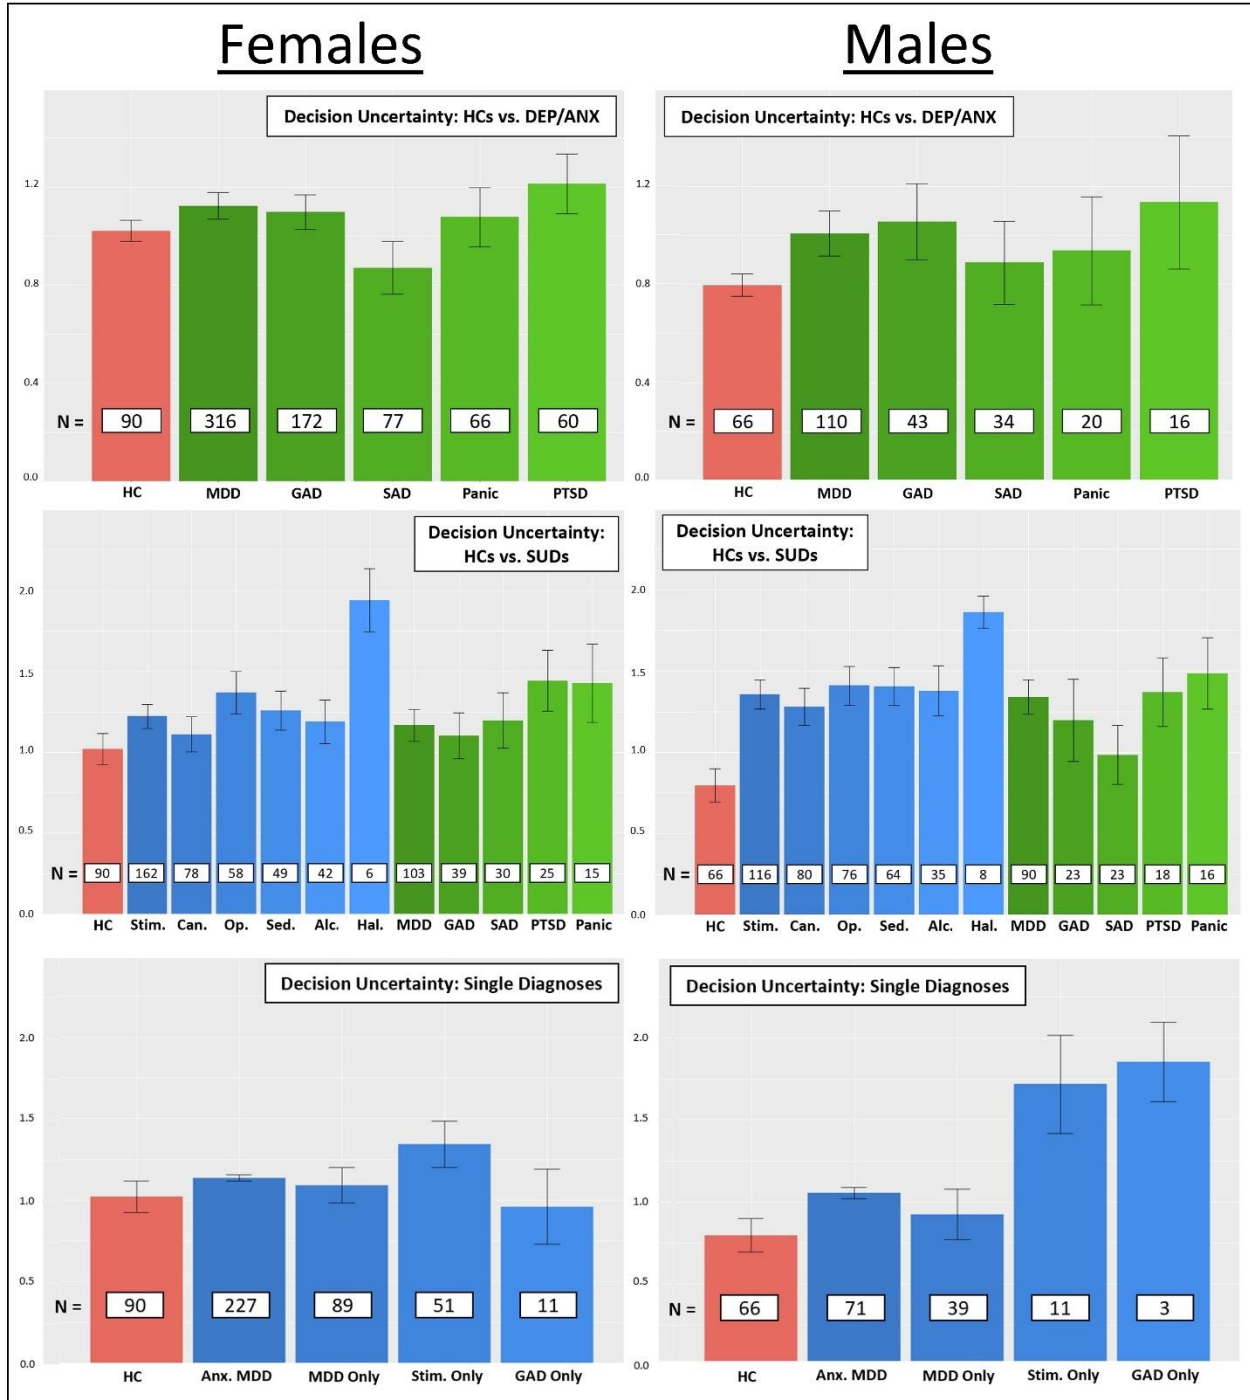 Females
Males
Decision Uncertainty: HCs vs. DEP/ANX
1.2
0.8
0.4
0.0
N = 90 316 172 77 66 60
HC MDD GAD SAD Panic PTSD
Decision Uncertainty: HCs vs. DEP/ANX
1.2
0.8
0.4
0.0
N = 66 110 43 34 20 16
HC MDD GAD SAD Panic PTSD
Decision Uncertainty:
HCs vs. SUDs
2.0
1.5
1.0
0.5
0.0
N = 90 162 78 58 49 42 6 103 39 30 25 15
HC Stim. Can. Op. Sed. Alc. Hal. MDD GAD SAD PTSD Panic
Decision Uncertainty:
HCs vs. SUDs
2.0
1.5
1.0
0.5
0.0
N = 66 116 80 76 64 35 8 90 23 23 18 16
HC Stim. Can. Op. Sed. Alc. Hal. MDD GAD SAD PTSD Panic
Decision Uncertainty: Single Diagnoses
2.0
1.5
1.0
0.5
0.0
N = 90 227 89 51 11
HC Anx. MDD MDD Only Stim. Only GAD Only
Decision Uncertainty: Single Diagnoses
2.0
1.5
1.0
0.5
0.0
N = 66 71 39 11 3
HC Anx. MDD MDD Only Stim. Only GAD Only